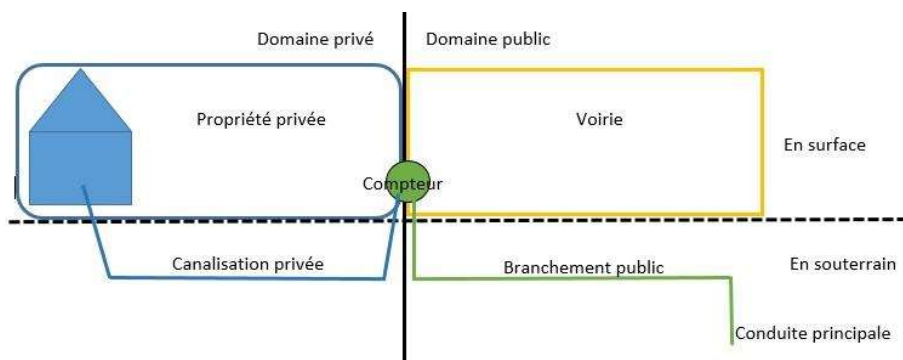 Domaine privé
Domaine public
Propriété privée
Voirie
En surface
Compteur
Canalisation privée
Branchement public
En souterrain
Conduite principale